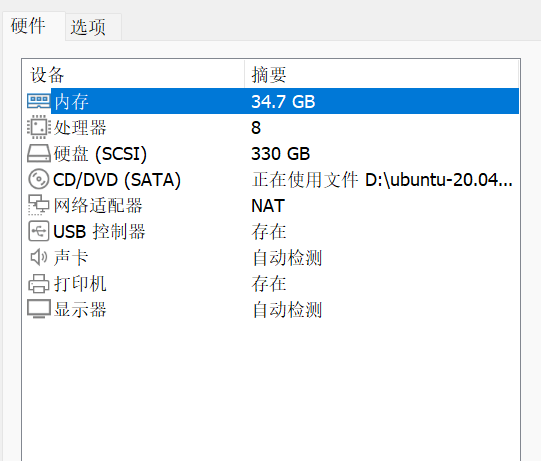 硬件 选项
设备 摘要
内存 34.7 GB
处理器 8
硬盘 (SCSI) 330 GB
CD/DVD (SATA) 正在使用文件 D:\ubuntu-20.04...
网络适配器 NAT
USB 控制器 存在
声卡 自动检测
打印机 存在
显示器 自动检测